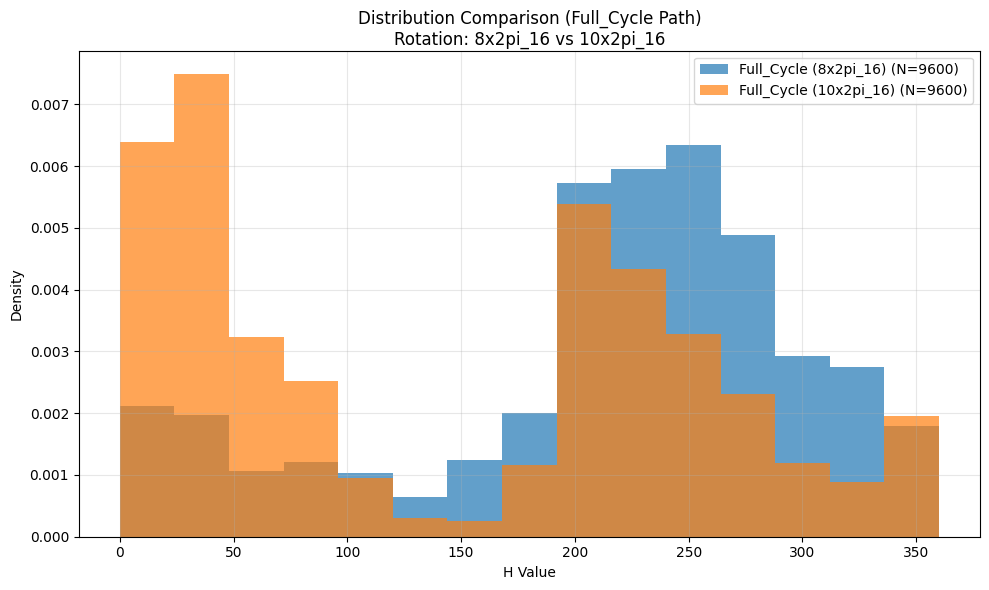 Distribution Comparison (Full_Cycle Path)
Rotation: 8x2pi_16 vs 10x2pi_16
Full_Cycle (8x2pi_16) (N=9600)
Full_Cycle (10x2pi_16) (N=9600)
0.007
0.006
0.005
0.004
0.003
0.002
0.001
0.000
Density
0 50 100 150 200 250 300 350
H Value